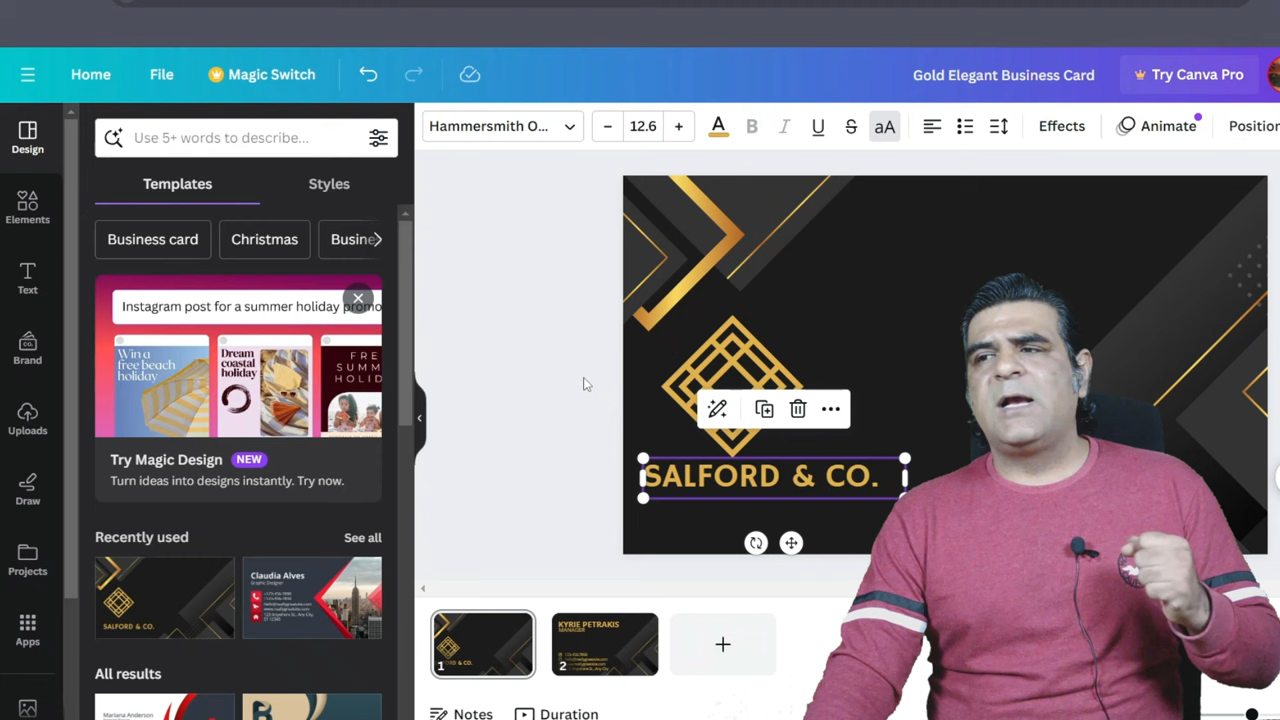 Home
File
Magic Switch
Gold Elegant Business Card
Try Canva Pro
Design
Elements
Text
Brand
Uploads
Draw
Projects
Apps
Use 5+ words to describe...
Templates
Styles
Business card
Christmas
Busine
Instagram post for a summer holiday promo
Win a
free beach
holiday
Dream
coastal
holiday
FRE
SUMM
HOLID
Try Magic Design NEW
Turn ideas into designs instantly. Try now.
Recently used
See all
SALFORD & CO.
Claudia Alves
Graphic Designer
All results
Mariana Anderson
Hammersmith O...
− 12.6 +
A
B
I
U
S
aA
Effects
Animate
Position
SALFORD & CO.
1
RD & CO.
2
KYRIE PETRAKIS
MANAGER
+
Notes
Duration